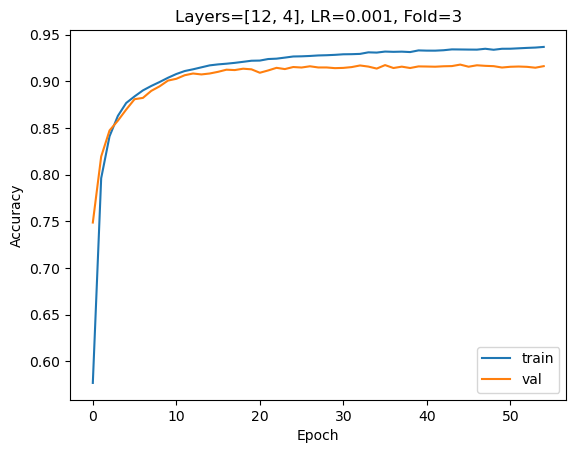 Layers=[12, 4], LR=0.001, Fold=3
0.95
0.90
0.85
0.80
0.75
0.70
0.65
0.60
Accuracy
train
val
0 10 20 30 40 50
Epoch